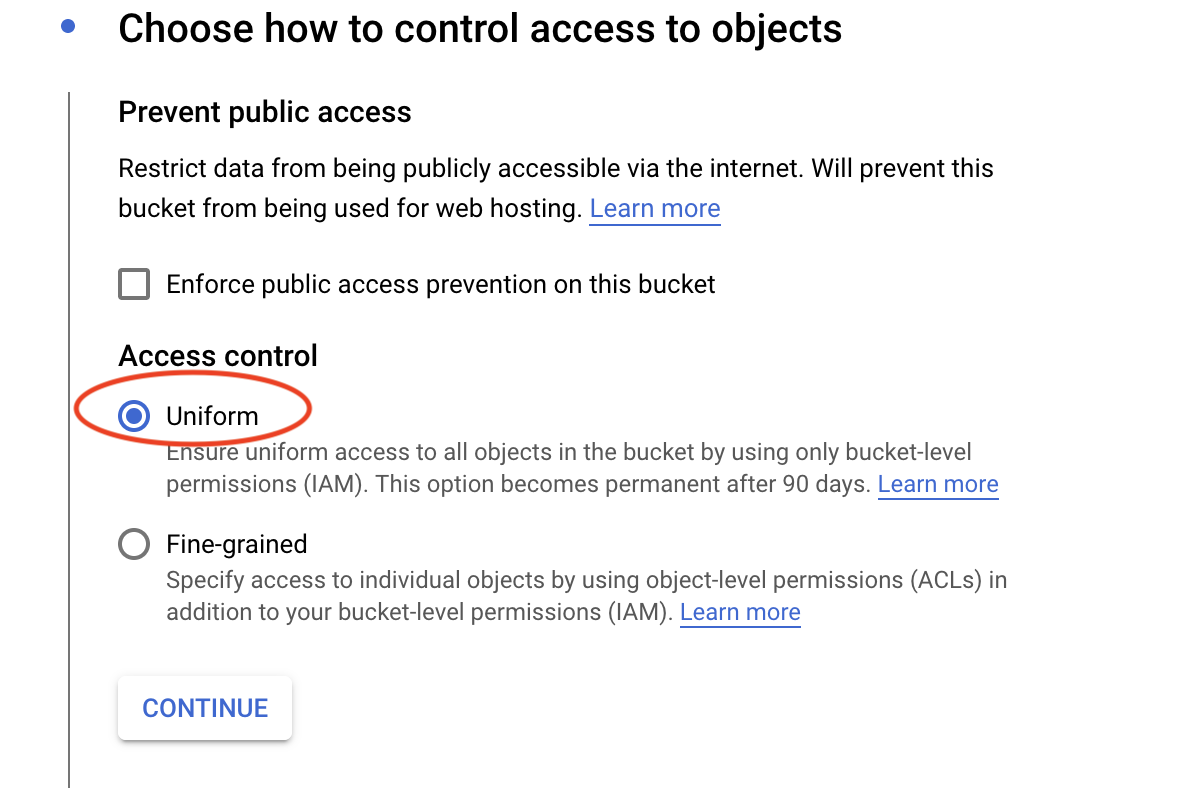 Choose how to control access to objects
Prevent public access
Restrict data from being publicly accessible via the internet. Will prevent this
bucket from being used for web hosting. Learn more
Enforce public access prevention on this bucket
Access control
Uniform
Ensure uniform access to all objects in the bucket by using only bucket-level
permissions (IAM). This option becomes permanent after 90 days. Learn more
Fine-grained
Specify access to individual objects by using object-level permissions (ACLs) in
addition to your bucket-level permissions (IAM). Learn more
CONTINUE